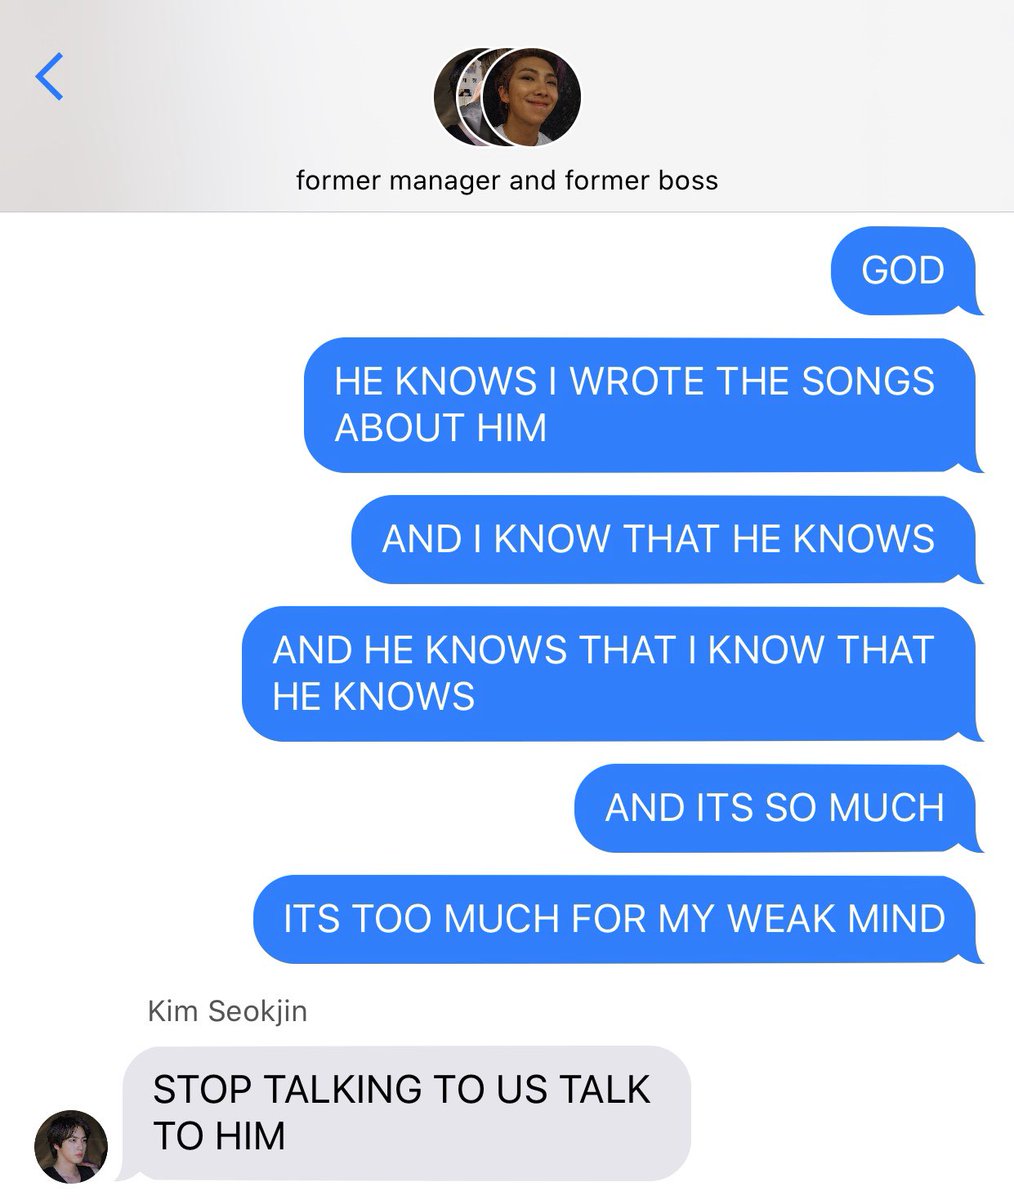 former manager and former boss
GOD
HE KNOWS I WROTE THE SONGS
ABOUT HIM
AND I KNOW THAT HE KNOWS
AND HE KNOWS THAT I KNOW THAT
HE KNOWS
AND ITS SO MUCH
ITS TOO MUCH FOR MY WEAK MIND
Kim Seokjin
STOP TALKING TO US TALK
TO HIM